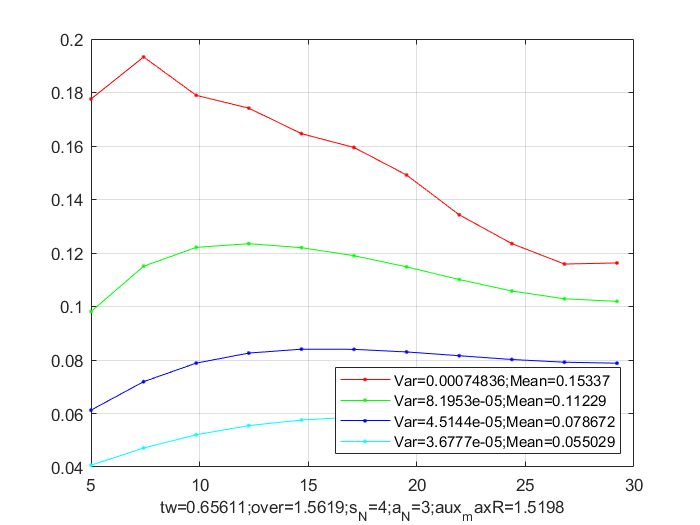 0.2
0.18
0.16
0.14
0.12
0.1
0.08
0.06
0.04
Var=0.00074836;Mean=0.15337
Var=8.1953e-05;Mean=0.11229
Var=4.5144e-05;Mean=0.078672
Var=3.6777e-05;Mean=0.055029
5 10 15 20 25 30
tw=0.65611;over=1.5619;s_N=4;a_N=3;aux_maxR=1.5198